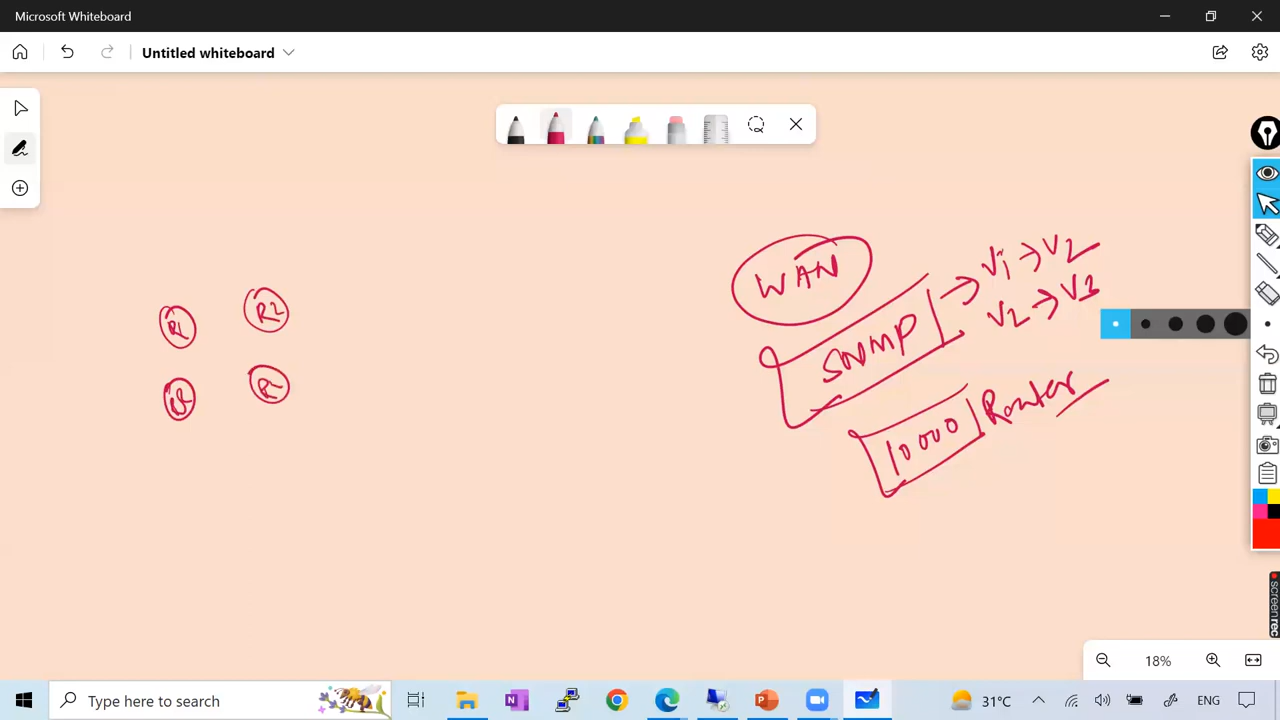 Microsoft Whiteboard
Untitled whiteboard
WAN
V1 → V2
SNMP
V2 → V3
R1
R2
10000 Router
screenrec
18%
Type here to search
31°C
ENG